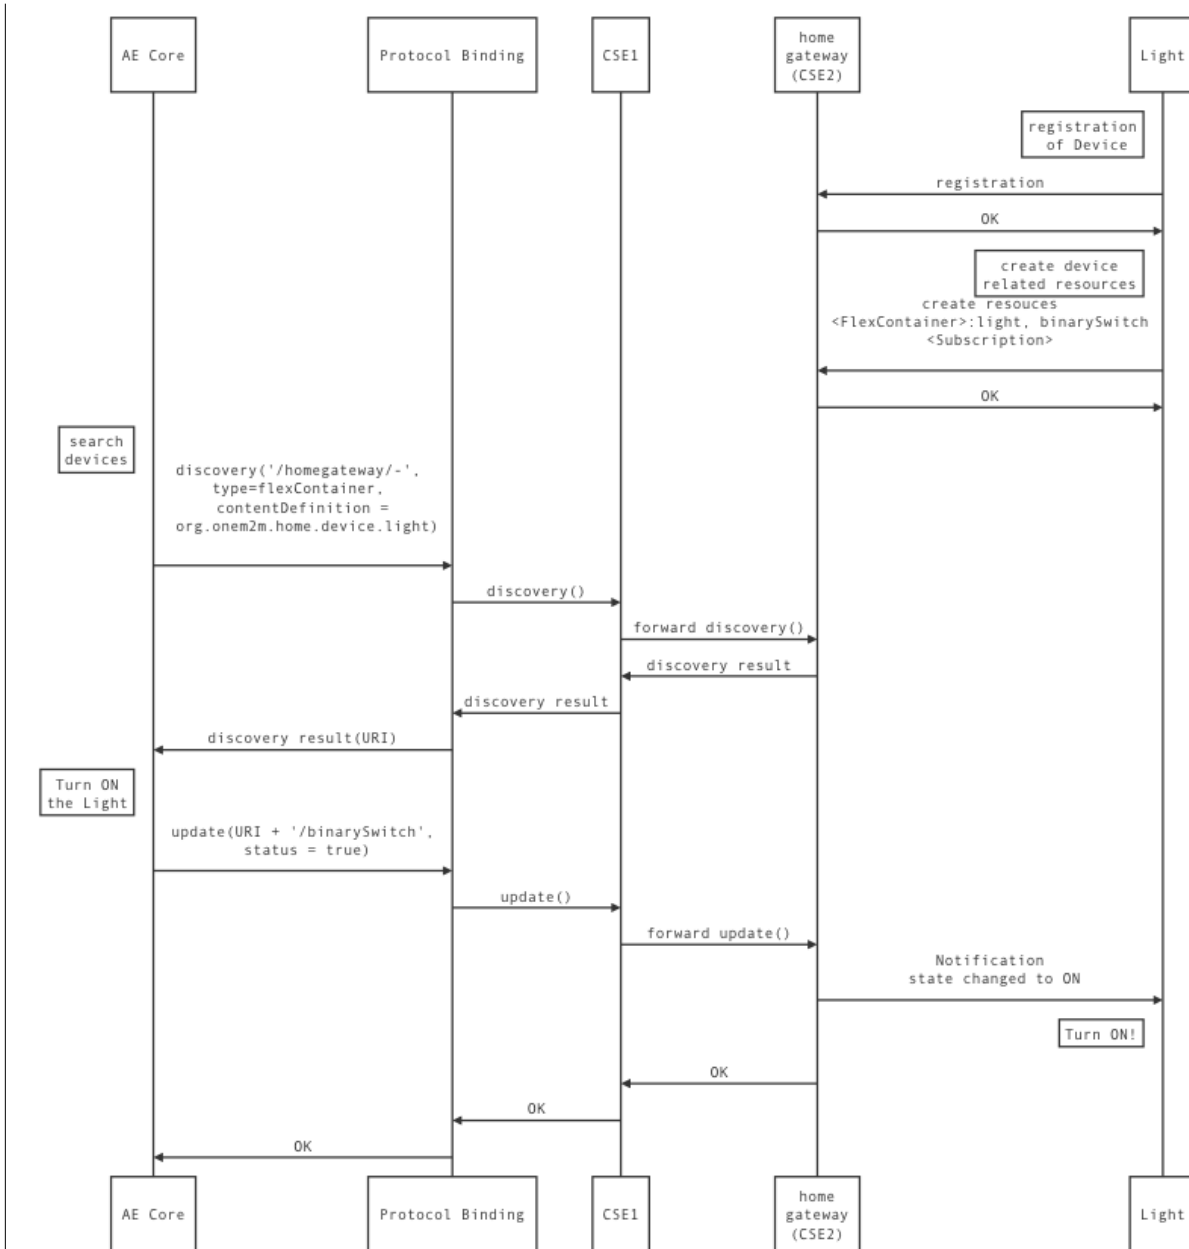 AE Core
Protocol Binding
CSE1
home
gateway
(CSE2)
Light
registration
of Device
registration
OK
create device
related resources
create resouces
<FlexContainer>:light, binarySwitch
<Subscription>
OK
search
devices
discovery('/homegateway/-',
type=flexContainer,
contentDefinition =
org.onem2m.home.device.light)
discovery()
forward discovery()
discovery result
discovery result
discovery result(URI)
Turn ON
the Light
update(URI + '/binarySwitch',
status = true)
update()
forward update()
Notification
state changed to ON
Turn ON!
OK
OK
OK
AE Core
Protocol Binding
CSE1
home
gateway
(CSE2)
Light